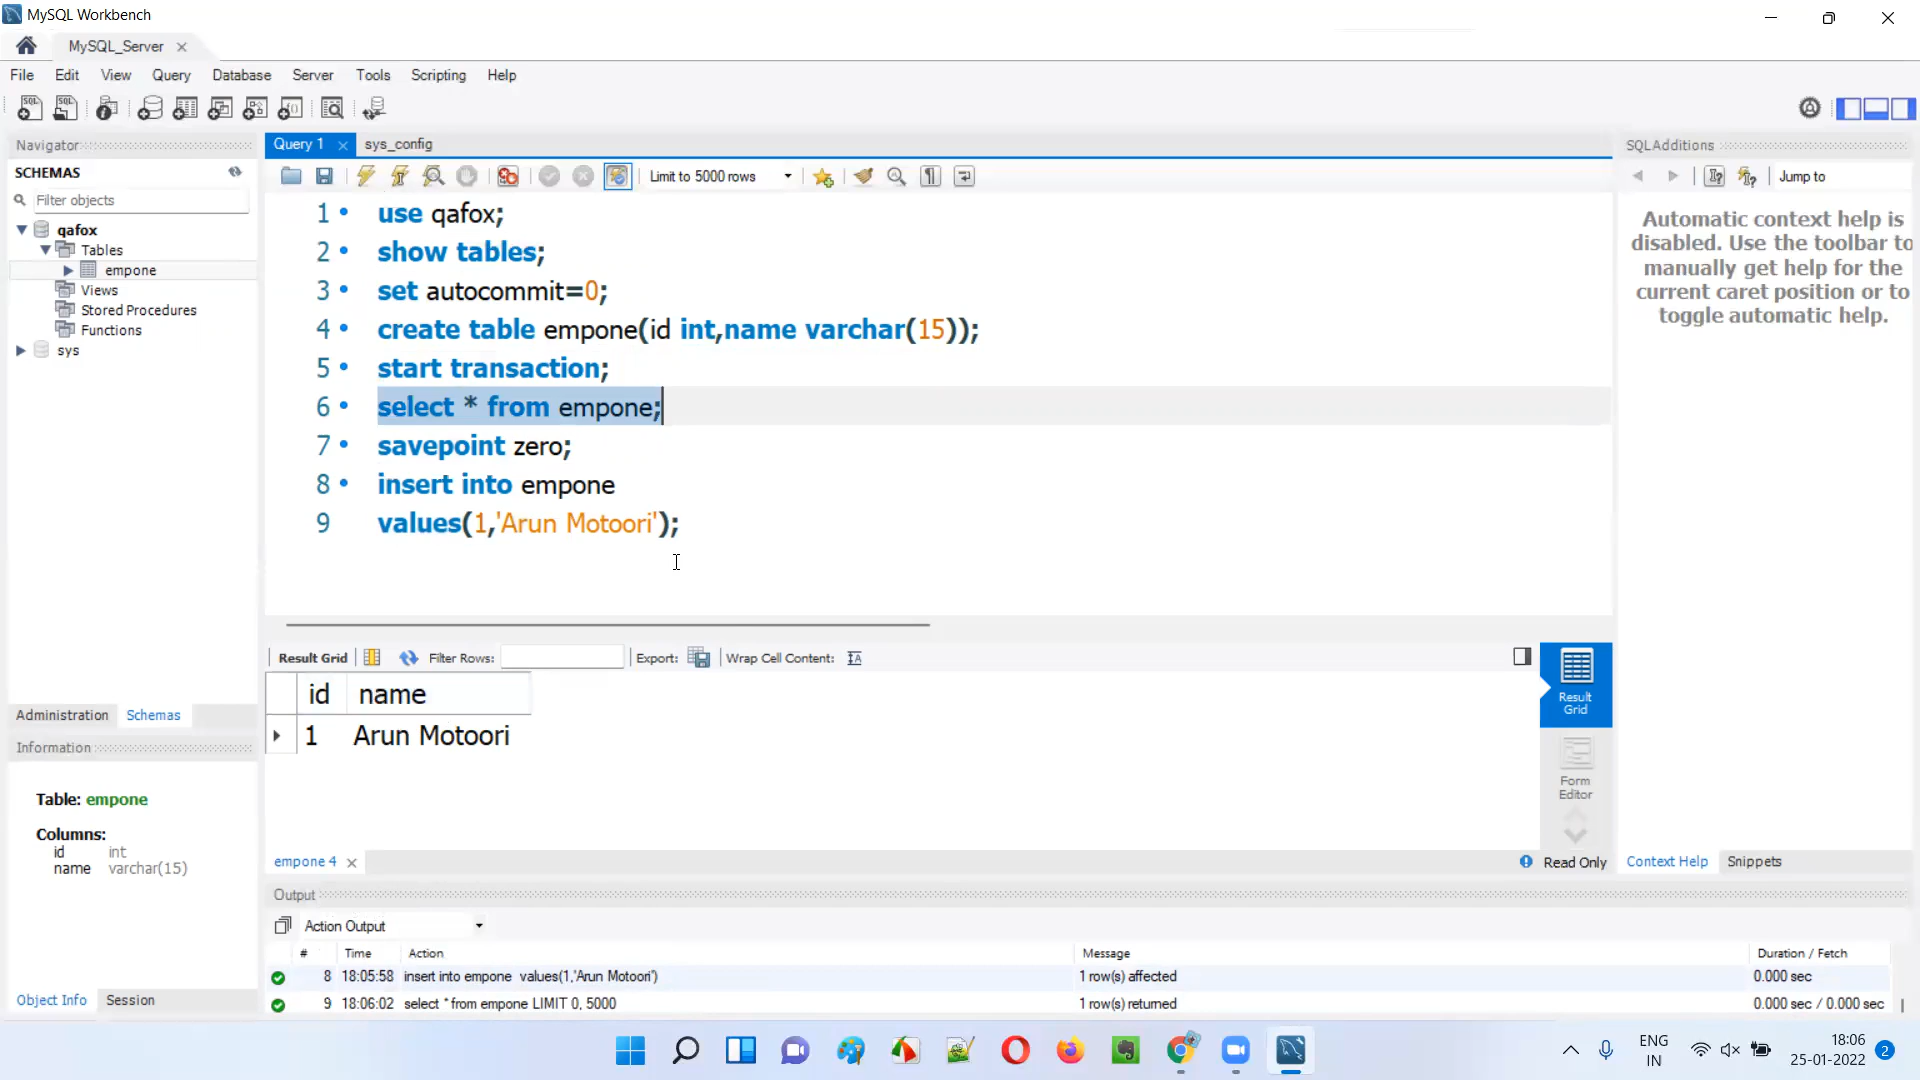 MySQL Workbench
MySQL_Server
File Edit View Query Database Server Tools Scripting Help
Navigator
SCHEMAS
Filter objects
qafox
Tables
empone
Views
Stored Procedures
Functions
sys
Administration Schemas
Information
Table: empone
Columns:
id int
name varchar(15)
Object Info Session
Query 1 sys_config
Limit to 5000 rows
1 use qafox;
2 show tables;
3 set autocommit=0;
4 create table empone(id int,name varchar(15));
5 start transaction;
6 select * from empone;
7 savepoint zero;
8 insert into empone
9 values(1,'Arun Motoori');
Result Grid Filter Rows: Export: Wrap Cell Content:
id name
1 Arun Motoori
Result
Grid
Form
Editor
empone 4
Read Only
SQLAdditions
Jump to
Automatic context help is
disabled. Use the toolbar to
manually get help for the
current caret position or to
toggle automatic help.
Context Help Snippets
Output
Action Output
# Time Action Message Duration / Fetch
8 18:05:58 insert into empone values(1,'Arun Motoori') 1 row(s) affected 0.000 sec
9 18:06:02 select * from empone LIMIT 0, 5000 1 row(s) returned 0.000 sec / 0.000 sec
ENG
IN
18:06
25-01-2022
2